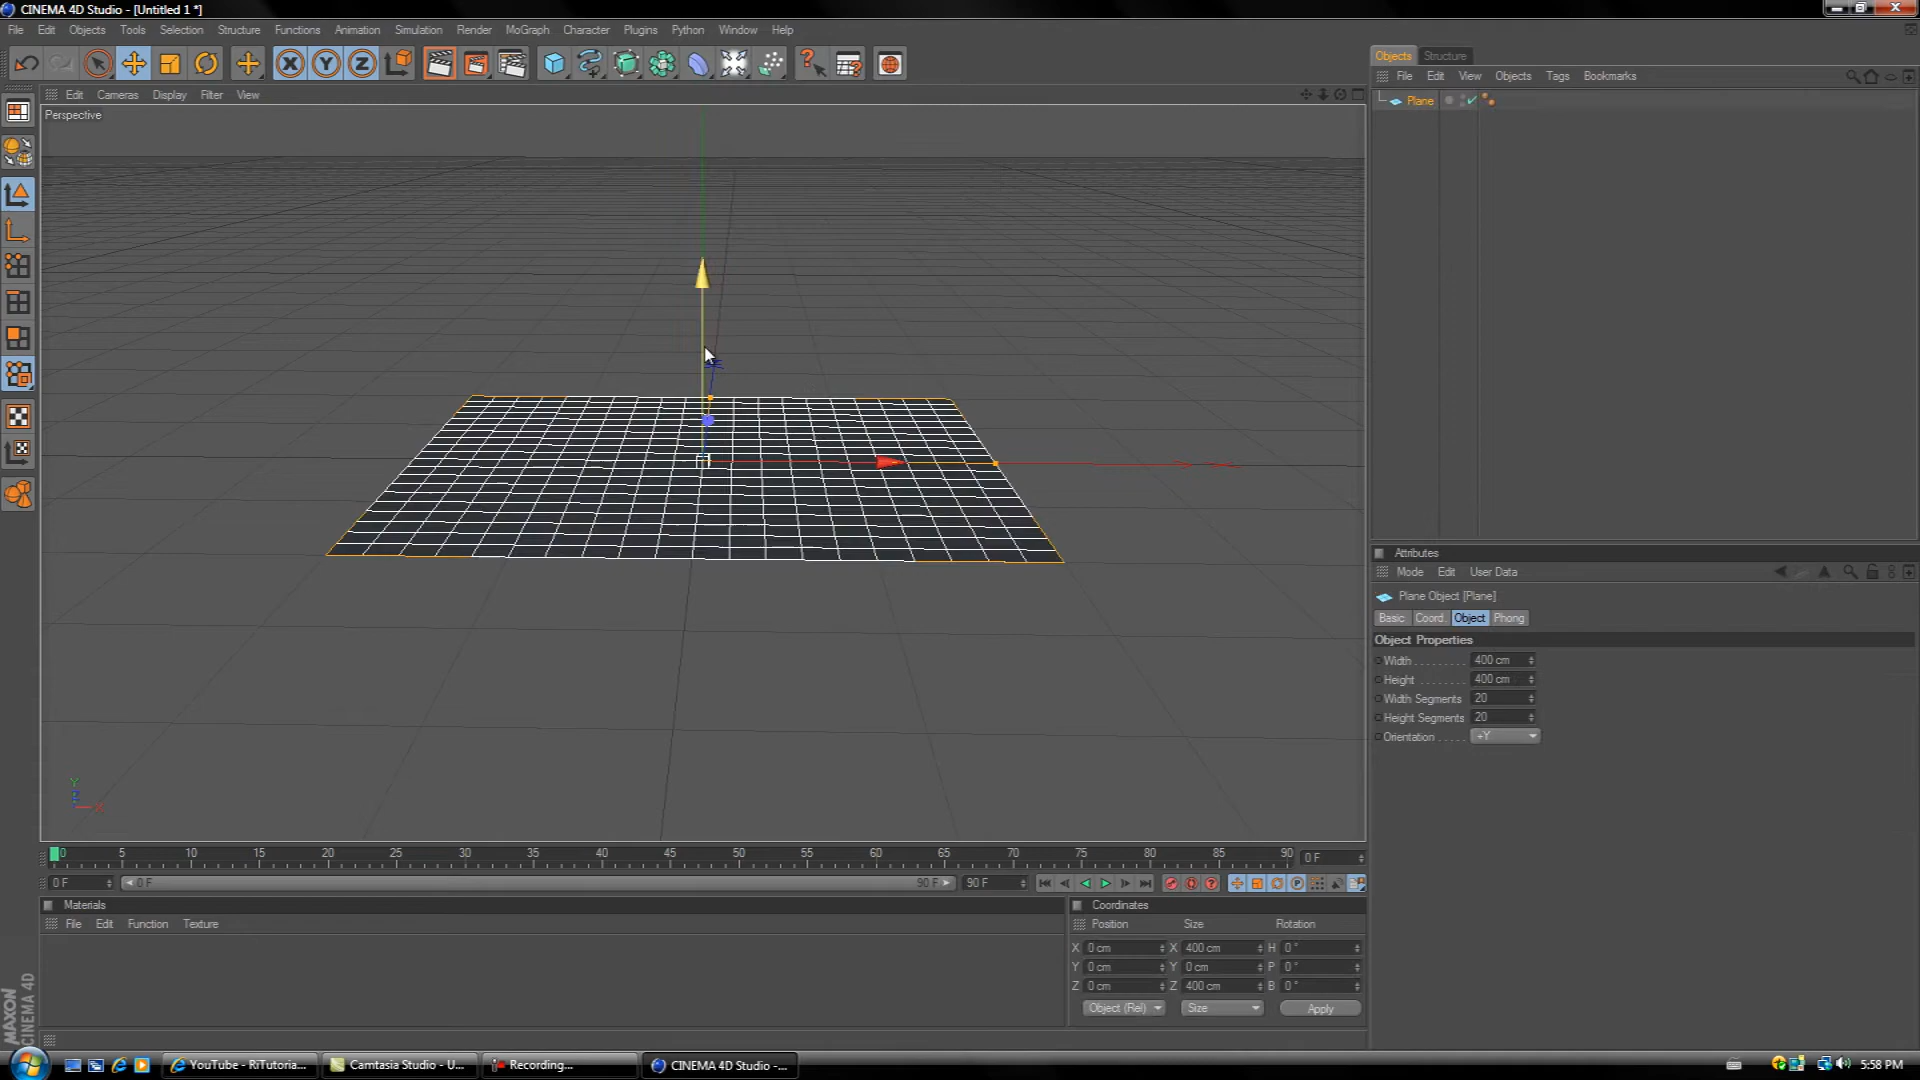 CINEMA 4D Studio - [Untitled 1 *]
File Edit Objects Tools Selection Structure Functions Animation Simulation Render MoGraph Character Plugins Python Window Help
Objects Structure
File Edit View Objects Tags Bookmarks
Plane
Edit Cameras Display Filter View
Perspective
Attributes
Mode Edit User Data
Plane Object [Plane]
Basic Coord. Object Phong
Object Properties
Width 400 cm
Height 400 cm
Width Segments 20
Height Segments 20
Orientation +Y
Y
Z
X
0 5 10 15 20 25 30 35 40 45 50 55 60 65 70 75 80 85 90 0 F
0 F 0 F 90 F 90 F
Materials
File Edit Function Texture
Coordinates
Position Size Rotation
X 0 cm X 400 cm H 0 °
Y 0 cm Y 0 cm P 0 °
Z 0 cm Z 400 cm B 0 °
Object (Rel) Size Apply
MAXON
CINEMA 4D
YouTube - RiTutoria... Camtasia Studio - U... Recording... CINEMA 4D Studio -... 5:58 PM